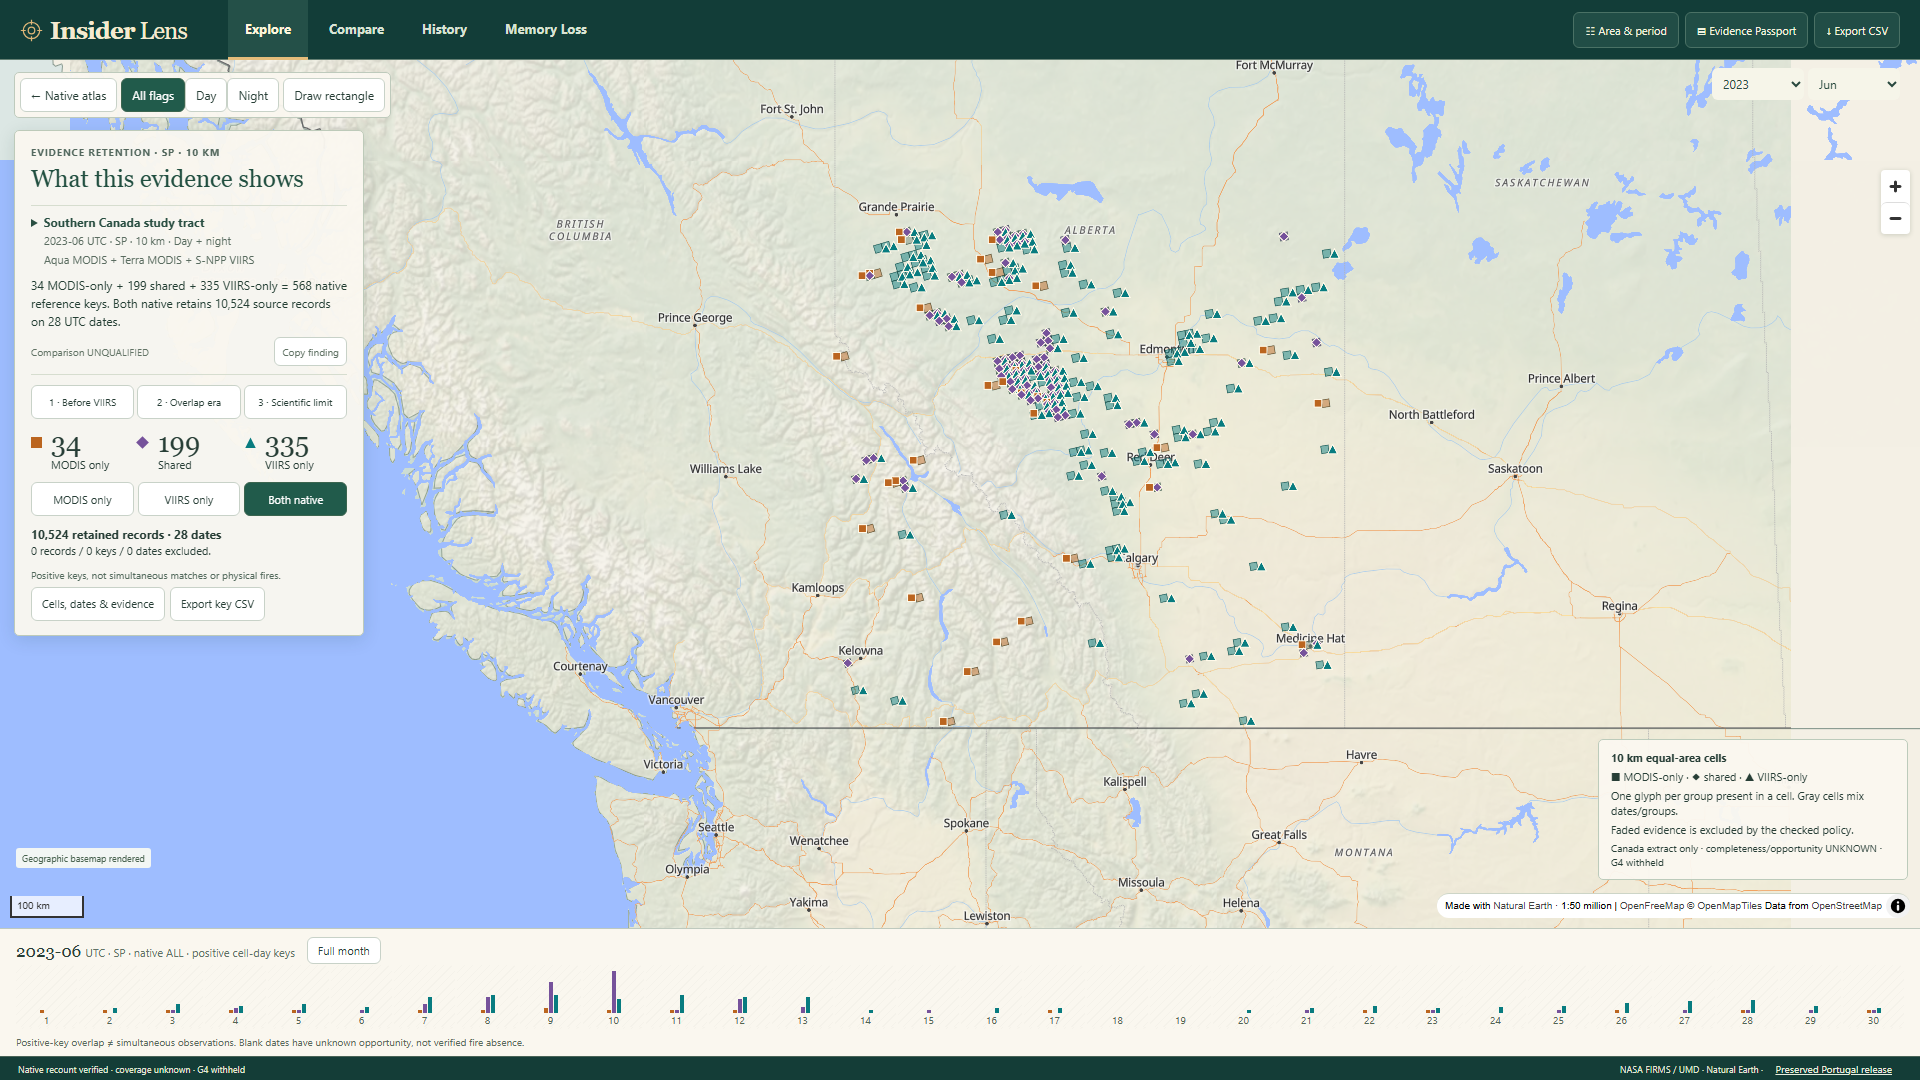 Insider Lens
Explore
Compare
History
Memory Loss
Area & period
Evidence Passport
↓ Export CSV
← Native atlas
All flags
Day
Night
Draw rectangle
2023
Jun
EVIDENCE RETENTION · SP · 10 KM
What this evidence shows
▶ Southern Canada study tract
2023-06 UTC · SP · 10 km · Day + night
Aqua MODIS + Terra MODIS + S-NPP VIIRS
34 MODIS-only + 199 shared + 335 VIIRS-only = 568 native
reference keys. Both native retains 10,524 source records
on 28 UTC dates.
Comparison UNQUALIFIED
Copy finding
1 · Before VIIRS
2 · Overlap era
3 · Scientific limit
34
MODIS only
199
Shared
335
VIIRS only
MODIS only
VIIRS only
Both native
10,524 retained records · 28 dates
0 records / 0 keys / 0 dates excluded.
Positive keys, not simultaneous matches or physical fires.
Cells, dates & evidence
Export key CSV
Fort McMurray
Fort St. John
SASKATCHEWAN
Grande Prairie
BRITISH
COLUMBIA
ALBERTA
Prince George
Prince Albert
North Battleford
Williams Lake
Saskatoon
algary
Kamloops
Regina
Medicine Hat
Kelowna
Courtenay
Vancouver
Victoria
Havre
Kalispell
Seattle
Spokane
Wenatchee
Great Falls
MONTANA
Olympia
Missoula
Yakima
Helena
Lewiston
+
−
10 km equal-area cells
■ MODIS-only · ◆ shared · ▲ VIIRS-only
One glyph per group present in a cell. Gray cells mix
dates/groups.
Faded evidence is excluded by the checked policy.
Canada extract only · completeness/opportunity UNKNOWN ·
G4 withheld
Geographic basemap rendered
100 km
Made with Natural Earth · 1:50 million | OpenFreeMap © OpenMapTiles Data from OpenStreetMap
2023-06 UTC · SP · native ALL · positive cell-day keys
Full month
1 2 3 4 5 6 7 8 9 10 11 12 13 14 15 16 17 18 19 20 21 22 23 24 25 26 27 28 29 30
Positive-key overlap ≠ simultaneous observations. Blank dates have unknown opportunity, not verified fire absence.
Native recount verified · coverage unknown · G4 withheld
NASA FIRMS / UMD · Natural Earth ·
Preserved Portugal release